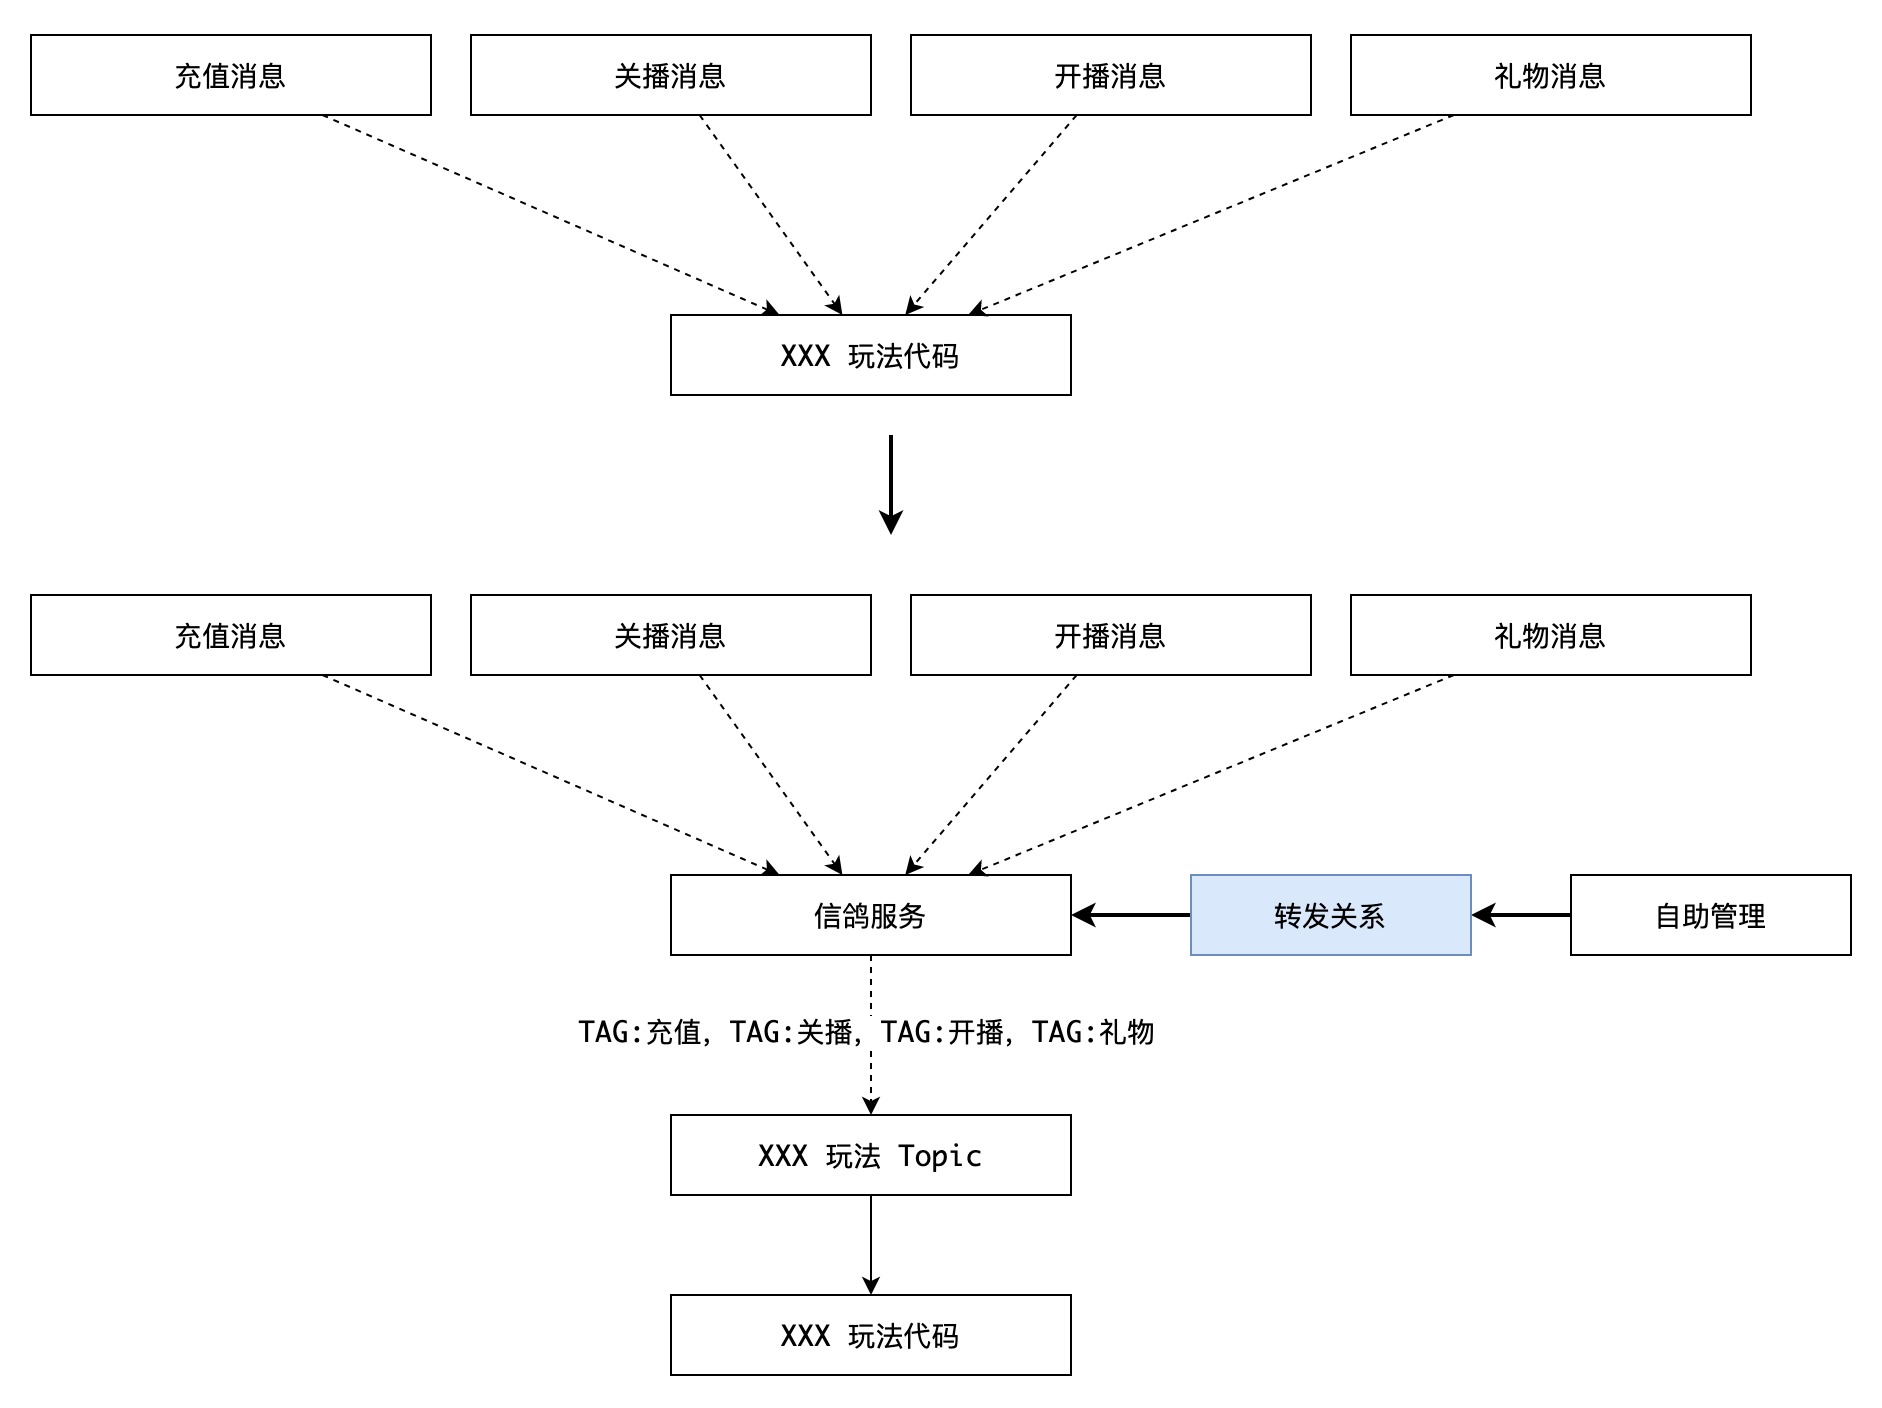 充值消息
关播消息
开播消息
礼物消息
XXX 玩法代码
充值消息
关播消息
开播消息
礼物消息
信鸽服务
转发关系
自助管理
TAG:充值，TAG:关播，TAG:开播，TAG:礼物
XXX 玩法 Topic
XXX 玩法代码